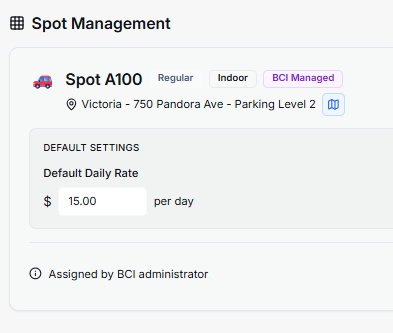 Spot Management
Spot A100 Regular Indoor BCI Managed
Victoria - 750 Pandora Ave - Parking Level 2
DEFAULT SETTINGS
Default Daily Rate
$ 15.00 per day
Assigned by BCI administrator